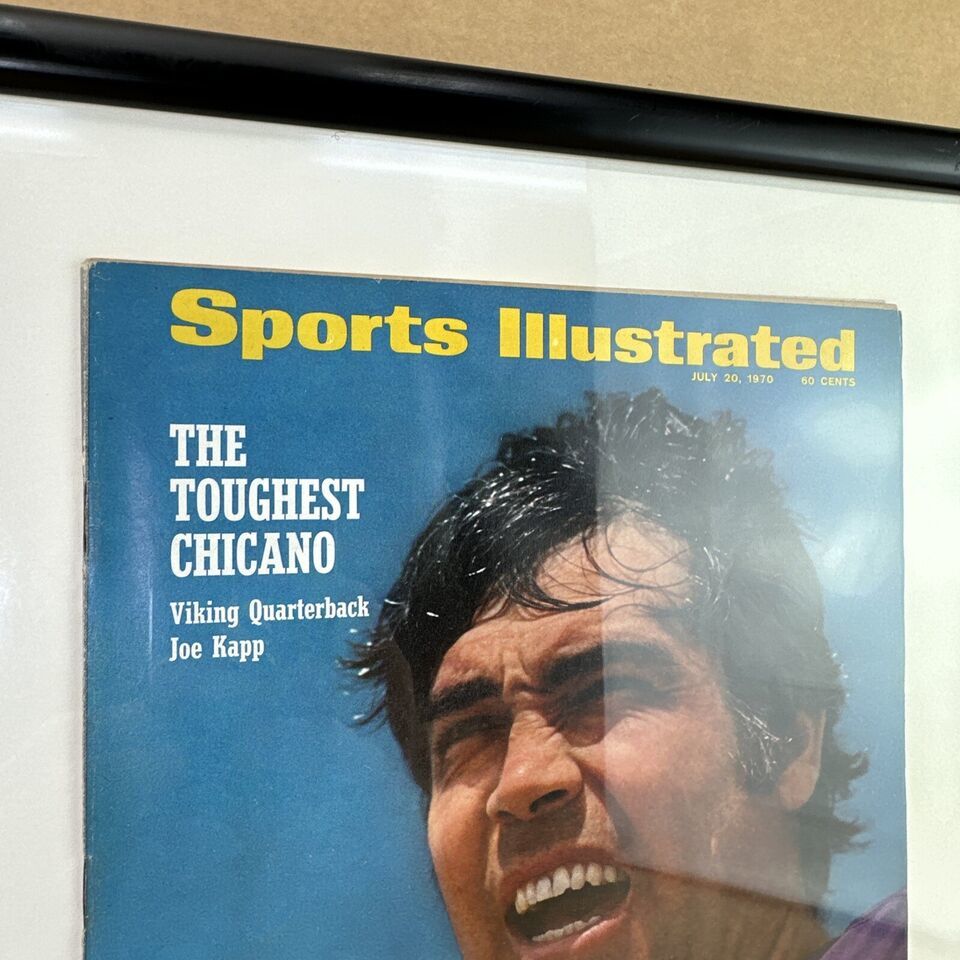 Sports Illustrated
JULY 20, 1970 60 CENTS
THE
TOUGHEST
CHICANO
Viking Quarterback
Joe Kapp